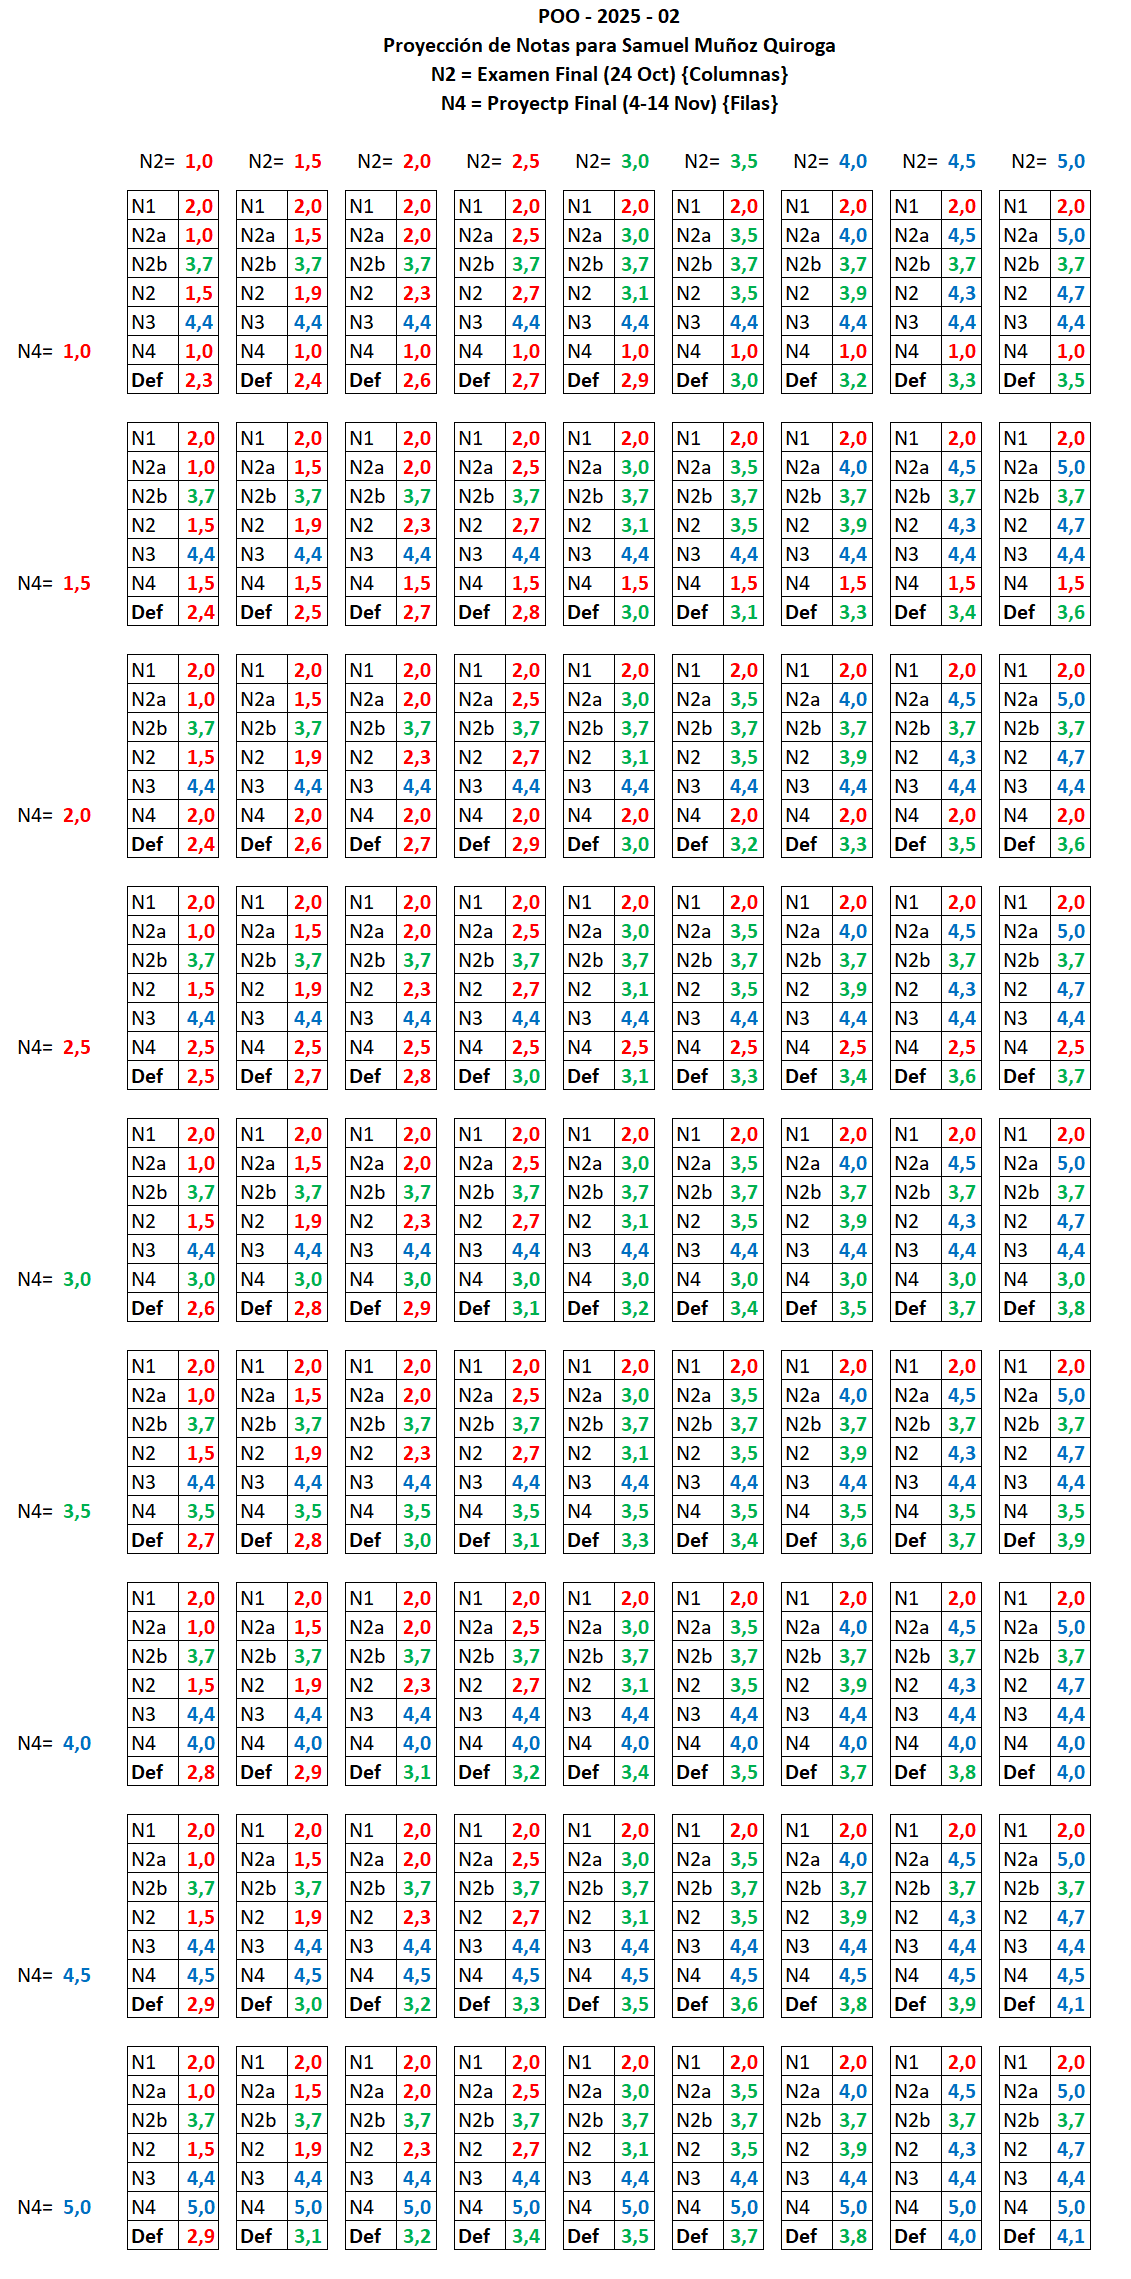 POO - 2025 - 02
Proyección de Notas para Samuel Muñoz Quiroga
N2 = Examen Final (24 Oct) {Columnas}
N4 = Proyectp Final (4-14 Nov) {Filas}
N2= 1,0 N2= 1,5 N2= 2,0 N2= 2,5 N2= 3,0 N2= 3,5 N2= 4,0 N2= 4,5 N2= 5,0
N1 2,0 N1 2,0 N1 2,0 N1 2,0 N1 2,0 N1 2,0 N1 2,0 N1 2,0 N1 2,0
N2a 1,0 N2a 1,5 N2a 2,0 N2a 2,5 N2a 3,0 N2a 3,5 N2a 4,0 N2a 4,5 N2a 5,0
N2b 3,7 N2b 3,7 N2b 3,7 N2b 3,7 N2b 3,7 N2b 3,7 N2b 3,7 N2b 3,7 N2b 3,7
N2 1,5 N2 1,9 N2 2,3 N2 2,7 N2 3,1 N2 3,5 N2 3,9 N2 4,3 N2 4,7
N3 4,4 N3 4,4 N3 4,4 N3 4,4 N3 4,4 N3 4,4 N3 4,4 N3 4,4 N3 4,4
N4= 1,0 N4 1,0 N4 1,0 N4 1,0 N4 1,0 N4 1,0 N4 1,0 N4 1,0 N4 1,0 N4 1,0
Def 2,3 Def 2,4 Def 2,6 Def 2,7 Def 2,9 Def 3,0 Def 3,2 Def 3,3 Def 3,5
N1 2,0 N1 2,0 N1 2,0 N1 2,0 N1 2,0 N1 2,0 N1 2,0 N1 2,0 N1 2,0
N2a 1,0 N2a 1,5 N2a 2,0 N2a 2,5 N2a 3,0 N2a 3,5 N2a 4,0 N2a 4,5 N2a 5,0
N2b 3,7 N2b 3,7 N2b 3,7 N2b 3,7 N2b 3,7 N2b 3,7 N2b 3,7 N2b 3,7 N2b 3,7
N2 1,5 N2 1,9 N2 2,3 N2 2,7 N2 3,1 N2 3,5 N2 3,9 N2 4,3 N2 4,7
N3 4,4 N3 4,4 N3 4,4 N3 4,4 N3 4,4 N3 4,4 N3 4,4 N3 4,4 N3 4,4
N4= 1,5 N4 1,5 N4 1,5 N4 1,5 N4 1,5 N4 1,5 N4 1,5 N4 1,5 N4 1,5 N4 1,5
Def 2,4 Def 2,5 Def 2,7 Def 2,8 Def 3,0 Def 3,1 Def 3,3 Def 3,4 Def 3,6
N1 2,0 N1 2,0 N1 2,0 N1 2,0 N1 2,0 N1 2,0 N1 2,0 N1 2,0 N1 2,0
N2a 1,0 N2a 1,5 N2a 2,0 N2a 2,5 N2a 3,0 N2a 3,5 N2a 4,0 N2a 4,5 N2a 5,0
N2b 3,7 N2b 3,7 N2b 3,7 N2b 3,7 N2b 3,7 N2b 3,7 N2b 3,7 N2b 3,7 N2b 3,7
N2 1,5 N2 1,9 N2 2,3 N2 2,7 N2 3,1 N2 3,5 N2 3,9 N2 4,3 N2 4,7
N3 4,4 N3 4,4 N3 4,4 N3 4,4 N3 4,4 N3 4,4 N3 4,4 N3 4,4 N3 4,4
N4= 2,0 N4 2,0 N4 2,0 N4 2,0 N4 2,0 N4 2,0 N4 2,0 N4 2,0 N4 2,0 N4 2,0
Def 2,4 Def 2,6 Def 2,7 Def 2,9 Def 3,0 Def 3,2 Def 3,3 Def 3,5 Def 3,6
N1 2,0 N1 2,0 N1 2,0 N1 2,0 N1 2,0 N1 2,0 N1 2,0 N1 2,0 N1 2,0
N2a 1,0 N2a 1,5 N2a 2,0 N2a 2,5 N2a 3,0 N2a 3,5 N2a 4,0 N2a 4,5 N2a 5,0
N2b 3,7 N2b 3,7 N2b 3,7 N2b 3,7 N2b 3,7 N2b 3,7 N2b 3,7 N2b 3,7 N2b 3,7
N2 1,5 N2 1,9 N2 2,3 N2 2,7 N2 3,1 N2 3,5 N2 3,9 N2 4,3 N2 4,7
N3 4,4 N3 4,4 N3 4,4 N3 4,4 N3 4,4 N3 4,4 N3 4,4 N3 4,4 N3 4,4
N4= 2,5 N4 2,5 N4 2,5 N4 2,5 N4 2,5 N4 2,5 N4 2,5 N4 2,5 N4 2,5 N4 2,5
Def 2,5 Def 2,7 Def 2,8 Def 3,0 Def 3,1 Def 3,3 Def 3,4 Def 3,6 Def 3,7
N1 2,0 N1 2,0 N1 2,0 N1 2,0 N1 2,0 N1 2,0 N1 2,0 N1 2,0 N1 2,0
N2a 1,0 N2a 1,5 N2a 2,0 N2a 2,5 N2a 3,0 N2a 3,5 N2a 4,0 N2a 4,5 N2a 5,0
N2b 3,7 N2b 3,7 N2b 3,7 N2b 3,7 N2b 3,7 N2b 3,7 N2b 3,7 N2b 3,7 N2b 3,7
N2 1,5 N2 1,9 N2 2,3 N2 2,7 N2 3,1 N2 3,5 N2 3,9 N2 4,3 N2 4,7
N3 4,4 N3 4,4 N3 4,4 N3 4,4 N3 4,4 N3 4,4 N3 4,4 N3 4,4 N3 4,4
N4= 3,0 N4 3,0 N4 3,0 N4 3,0 N4 3,0 N4 3,0 N4 3,0 N4 3,0 N4 3,0 N4 3,0
Def 2,6 Def 2,8 Def 2,9 Def 3,1 Def 3,2 Def 3,4 Def 3,5 Def 3,7 Def 3,8
N1 2,0 N1 2,0 N1 2,0 N1 2,0 N1 2,0 N1 2,0 N1 2,0 N1 2,0 N1 2,0
N2a 1,0 N2a 1,5 N2a 2,0 N2a 2,5 N2a 3,0 N2a 3,5 N2a 4,0 N2a 4,5 N2a 5,0
N2b 3,7 N2b 3,7 N2b 3,7 N2b 3,7 N2b 3,7 N2b 3,7 N2b 3,7 N2b 3,7 N2b 3,7
N2 1,5 N2 1,9 N2 2,3 N2 2,7 N2 3,1 N2 3,5 N2 3,9 N2 4,3 N2 4,7
N3 4,4 N3 4,4 N3 4,4 N3 4,4 N3 4,4 N3 4,4 N3 4,4 N3 4,4 N3 4,4
N4= 3,5 N4 3,5 N4 3,5 N4 3,5 N4 3,5 N4 3,5 N4 3,5 N4 3,5 N4 3,5 N4 3,5
Def 2,7 Def 2,8 Def 3,0 Def 3,1 Def 3,3 Def 3,4 Def 3,6 Def 3,7 Def 3,9
N1 2,0 N1 2,0 N1 2,0 N1 2,0 N1 2,0 N1 2,0 N1 2,0 N1 2,0 N1 2,0
N2a 1,0 N2a 1,5 N2a 2,0 N2a 2,5 N2a 3,0 N2a 3,5 N2a 4,0 N2a 4,5 N2a 5,0
N2b 3,7 N2b 3,7 N2b 3,7 N2b 3,7 N2b 3,7 N2b 3,7 N2b 3,7 N2b 3,7 N2b 3,7
N2 1,5 N2 1,9 N2 2,3 N2 2,7 N2 3,1 N2 3,5 N2 3,9 N2 4,3 N2 4,7
N3 4,4 N3 4,4 N3 4,4 N3 4,4 N3 4,4 N3 4,4 N3 4,4 N3 4,4 N3 4,4
N4= 4,0 N4 4,0 N4 4,0 N4 4,0 N4 4,0 N4 4,0 N4 4,0 N4 4,0 N4 4,0 N4 4,0
Def 2,8 Def 2,9 Def 3,1 Def 3,2 Def 3,4 Def 3,5 Def 3,7 Def 3,8 Def 4,0
N1 2,0 N1 2,0 N1 2,0 N1 2,0 N1 2,0 N1 2,0 N1 2,0 N1 2,0 N1 2,0
N2a 1,0 N2a 1,5 N2a 2,0 N2a 2,5 N2a 3,0 N2a 3,5 N2a 4,0 N2a 4,5 N2a 5,0
N2b 3,7 N2b 3,7 N2b 3,7 N2b 3,7 N2b 3,7 N2b 3,7 N2b 3,7 N2b 3,7 N2b 3,7
N2 1,5 N2 1,9 N2 2,3 N2 2,7 N2 3,1 N2 3,5 N2 3,9 N2 4,3 N2 4,7
N3 4,4 N3 4,4 N3 4,4 N3 4,4 N3 4,4 N3 4,4 N3 4,4 N3 4,4 N3 4,4
N4= 4,5 N4 4,5 N4 4,5 N4 4,5 N4 4,5 N4 4,5 N4 4,5 N4 4,5 N4 4,5 N4 4,5
Def 2,9 Def 3,0 Def 3,2 Def 3,3 Def 3,5 Def 3,6 Def 3,8 Def 3,9 Def 4,1
N1 2,0 N1 2,0 N1 2,0 N1 2,0 N1 2,0 N1 2,0 N1 2,0 N1 2,0 N1 2,0
N2a 1,0 N2a 1,5 N2a 2,0 N2a 2,5 N2a 3,0 N2a 3,5 N2a 4,0 N2a 4,5 N2a 5,0
N2b 3,7 N2b 3,7 N2b 3,7 N2b 3,7 N2b 3,7 N2b 3,7 N2b 3,7 N2b 3,7 N2b 3,7
N2 1,5 N2 1,9 N2 2,3 N2 2,7 N2 3,1 N2 3,5 N2 3,9 N2 4,3 N2 4,7
N3 4,4 N3 4,4 N3 4,4 N3 4,4 N3 4,4 N3 4,4 N3 4,4 N3 4,4 N3 4,4
N4= 5,0 N4 5,0 N4 5,0 N4 5,0 N4 5,0 N4 5,0 N4 5,0 N4 5,0 N4 5,0 N4 5,0
Def 2,9 Def 3,1 Def 3,2 Def 3,4 Def 3,5 Def 3,7 Def 3,8 Def 4,0 Def 4,1